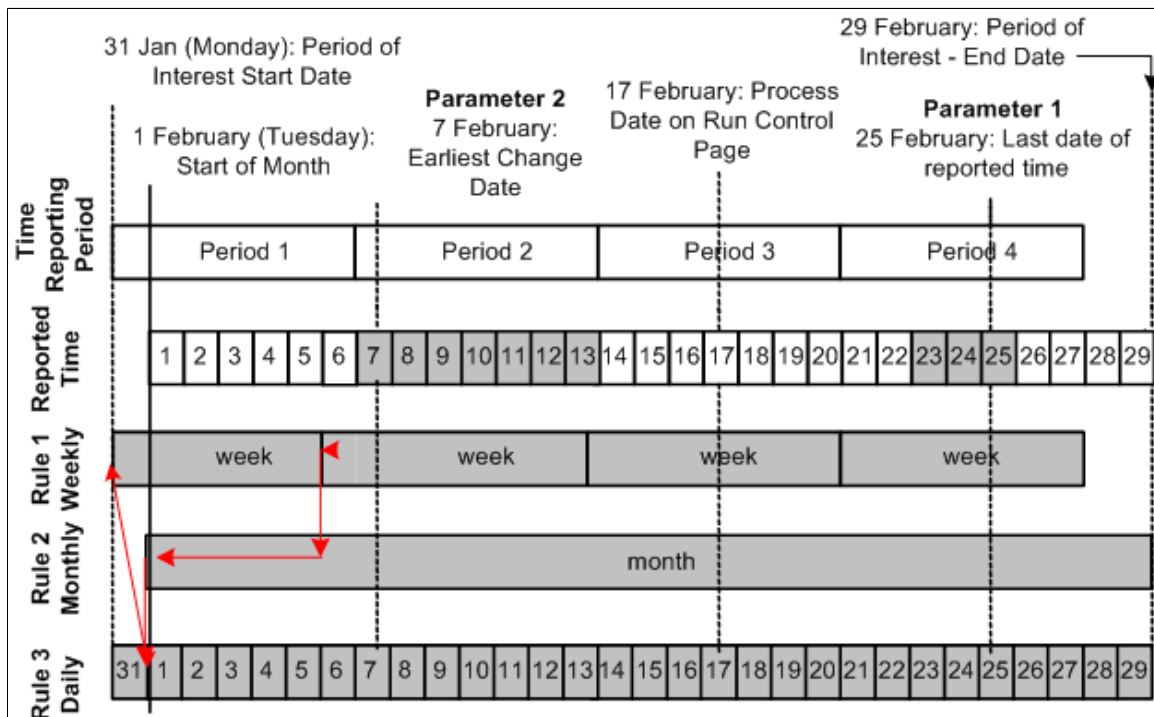 31 Jan (Monday): Period of
Interest Start Date
1 February (Tuesday):
Start of Month
Parameter 2
7 February:
Earliest Change
Date
17 February: Process
Date on Run Control
Page
29 February: Period of
Interest - End Date
Parameter 1
25 February: Last date of
reported time
Time
Reporting
Period
Period 1 Period 2 Period 3 Period 4
Reported
Time
1 2 3 4 5 6 7 8 9 10 11 12 13 14 15 16 17 18 19 20 21 22 23 24 25 26 27 28 29
Rule 1
Weekly
week week week week
Rule 2
Monthly
month
Rule 3
Daily
31 1 2 3 4 5 6 7 8 9 10 11 12 13 14 15 16 17 18 19 20 21 22 23 24 25 26 27 28 29